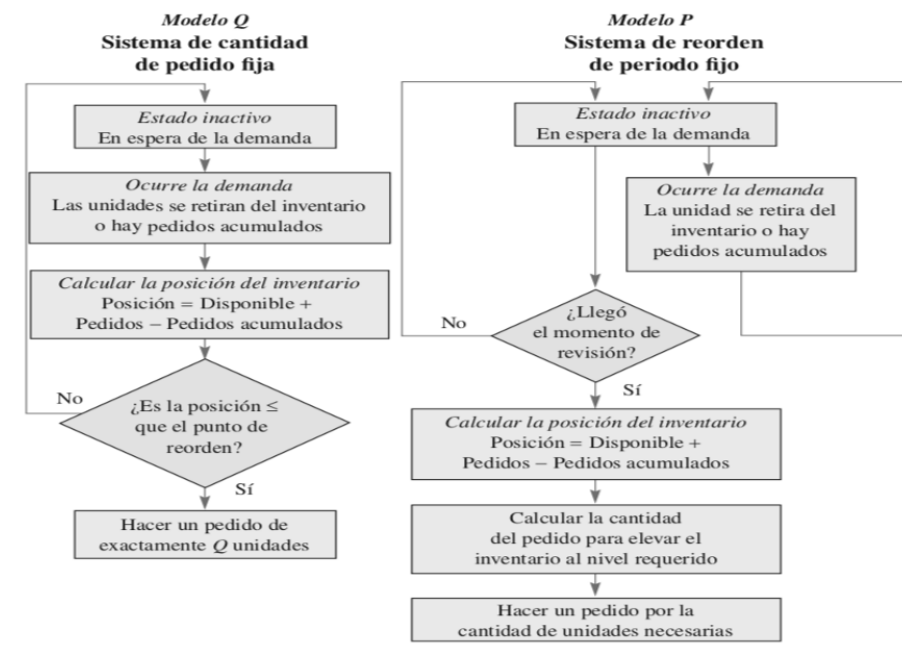 Modelo Q
Sistema de cantidad
de pedido fija
Estado inactivo
En espera de la demanda
Ocurre la demanda
Las unidades se retiran del inventario
o hay pedidos acumulados
Calcular la posición del inventario
Posición = Disponible +
Pedidos − Pedidos acumulados
No
¿Es la posición ≤
que el punto de
reorden?
Sí
Hacer un pedido de
exactamente Q unidades
Modelo P
Sistema de reorden
de periodo fijo
Estado inactivo
En espera de la demanda
Ocurre la demanda
La unidad se retira del
inventario o hay
pedidos acumulados
No
¿Llegó
el momento de
revisión?
Sí
Calcular la posición del inventario
Posición = Disponible +
Pedidos − Pedidos acumulados
Calcular la cantidad
del pedido para elevar el
inventario al nivel requerido
Hacer un pedido por la
cantidad de unidades necesarias